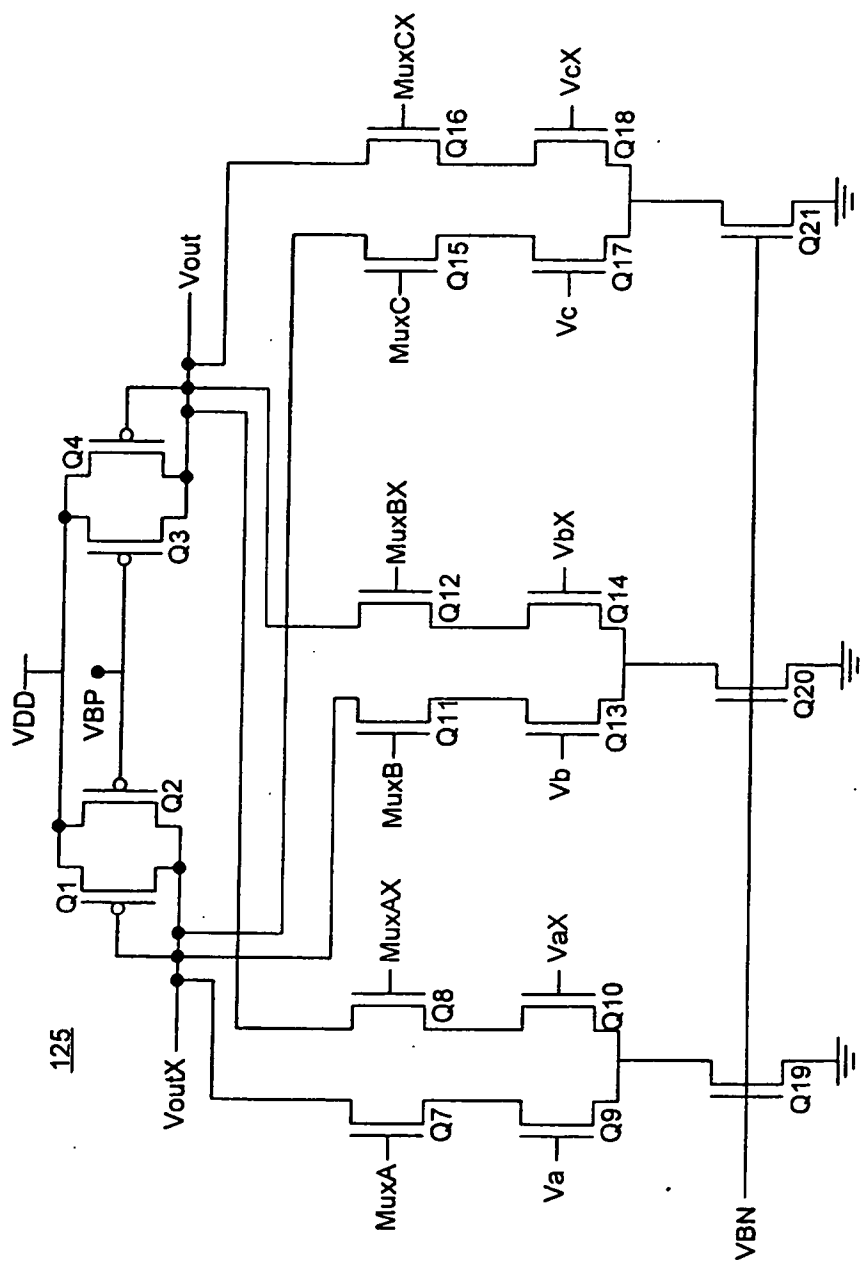 125
VDD
VBP
Q1
Q2
Q3
Q4
VoutX
Vout
MuxA
Q7
MuxAX
Q8
MuxB
Q11
MuxBX
Q12
MuxC
Q15
MuxCX
Q16
Va
Q9
VaX
Q10
Vb
Q13
VbX
Q14
Vc
Q17
VcX
Q18
VBN
Q19
Q20
Q21